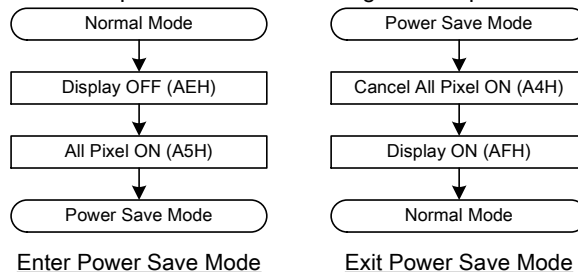 Normal Mode
Display OFF (AEH)
All Pixel ON (A5H)
Power Save Mode
Enter Power Save Mode
Power Save Mode
Cancel All Pixel ON (A4H)
Display ON (AFH)
Normal Mode
Exit Power Save Mode